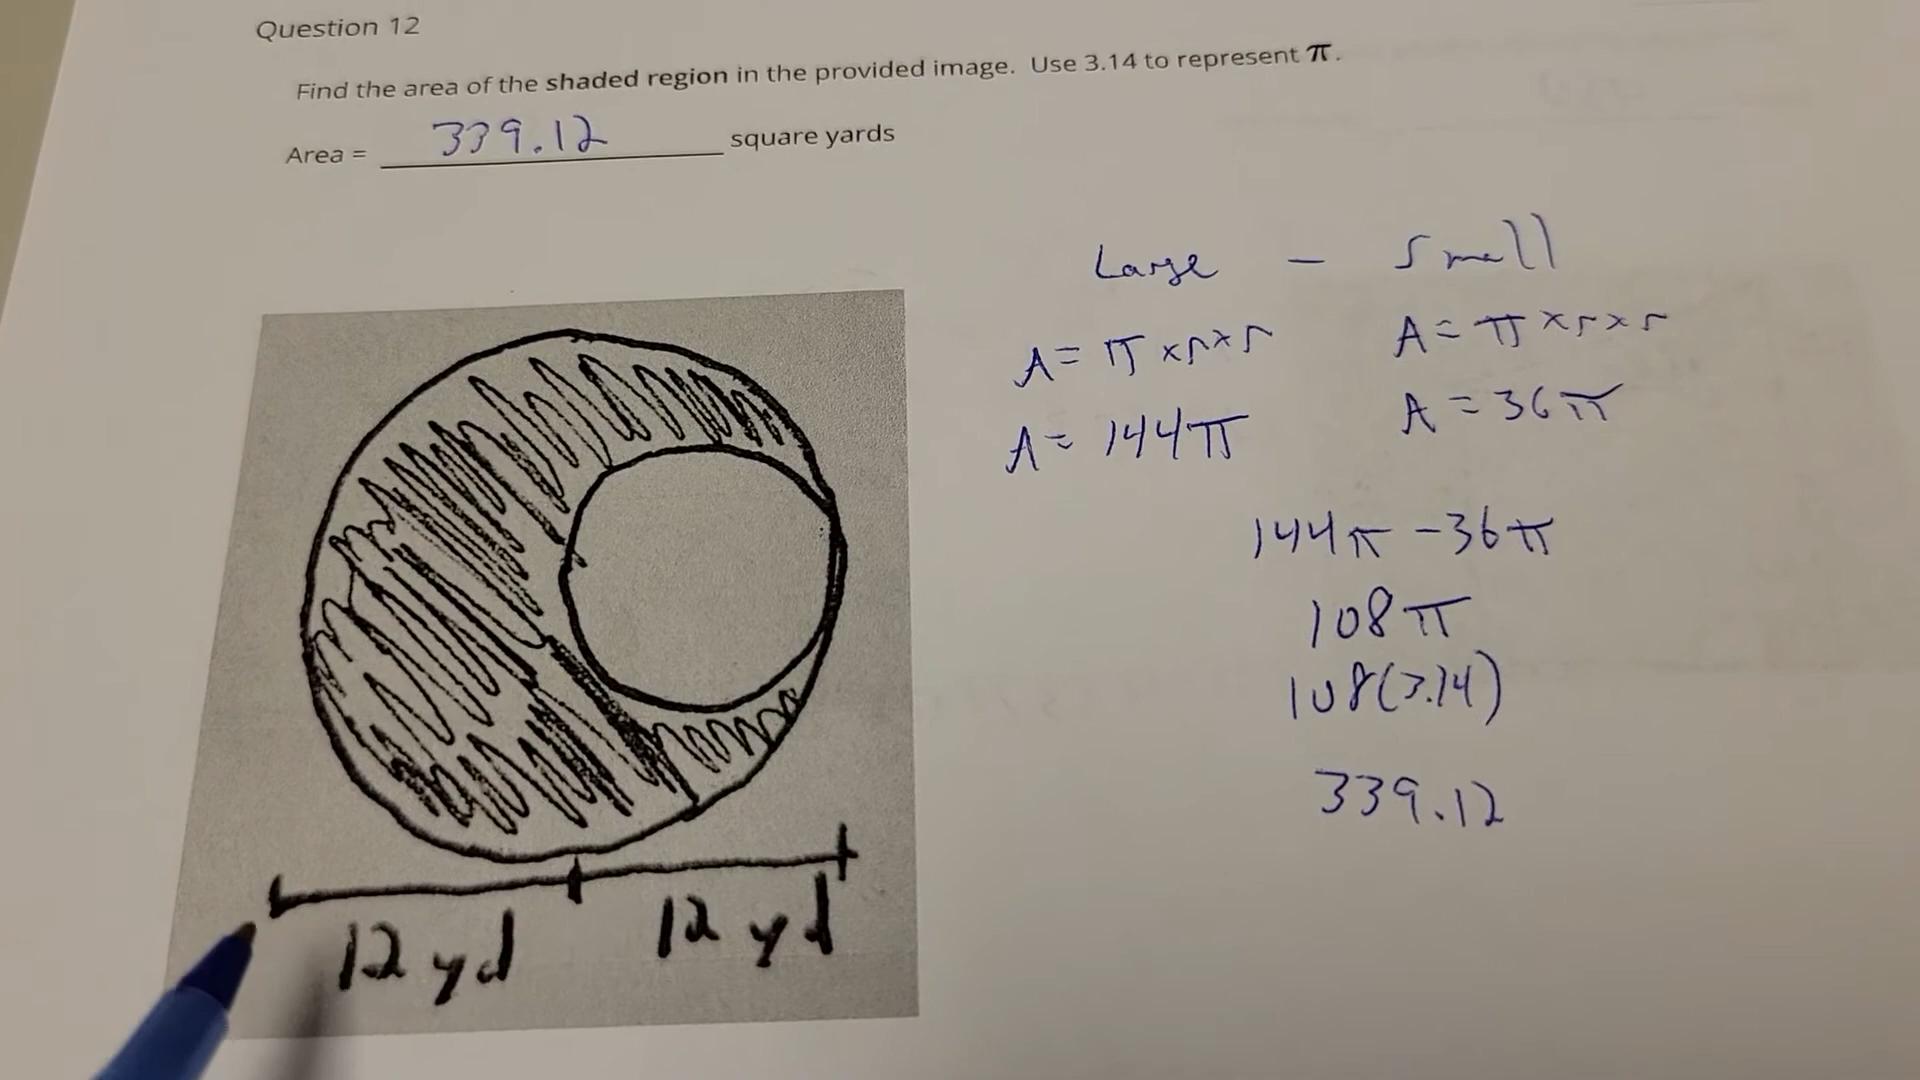 Question 12
Find the area of the shaded region in the provided image. Use 3.14 to represent π.
Area = 339.12 square yards
Large - Small
A = π x r x r
A = π x r x r
A = 144π
A = 36π
144π - 36π
108π
108(3.14)
339.12
12 yd
12 yd